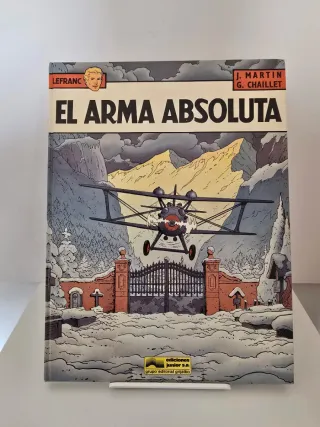 LEFRANC
J. MARTIN
G. CHAILLET
EL ARMA ABSOLUTA
ediciones
junior s.a.
grupo editorial grijalbo